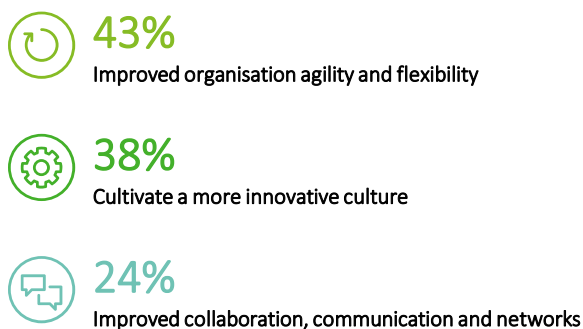 43%
Improved organisation agility and flexibility
38%
Cultivate a more innovative culture
24%
Improved collaboration, communication and networks